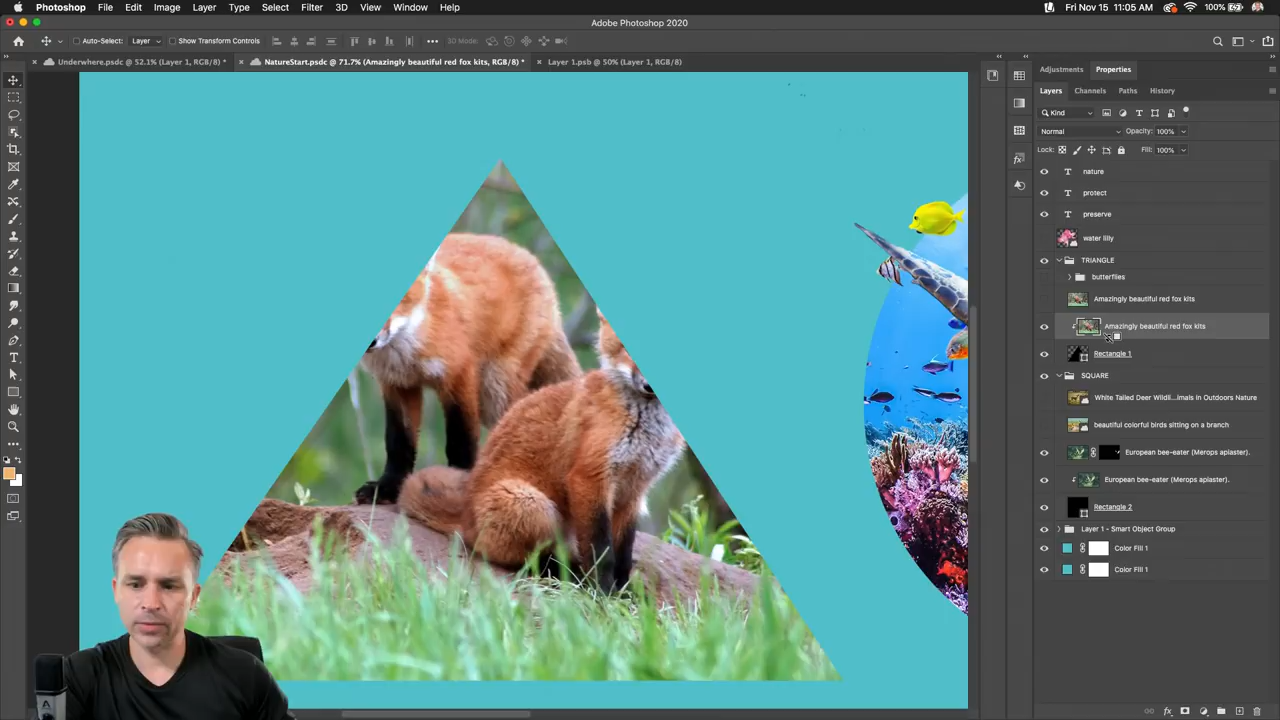 Photoshop File Edit Image Layer Type Select Filter 3D View Window Help 100% Fri Nov 15 11:05 AM
Adobe Photoshop 2020
Auto-Select: Layer Show Transform Controls 3D Mode:
Underwhere.psdc @ 52.1% (Layer 1, RGB/8) * NatureStart.psdc @ 71.7% (Amazingly beautiful red fox kits, RGB/8) * Layer 1.psb @ 50% (Layer 1, RGB/8)
Adjustments Properties
Layers Channels Paths History
Kind
Normal Opacity: 100%
Lock: Fill: 100%
nature
protect
preserve
water lilly
TRIANGLE
butterflies
Amazingly beautiful red fox kits
Amazingly beautiful red fox kits
Rectangle 1
SQUARE
White Tailed Deer Wildli...imals in Outdoors Nature
beautiful colorful birds sitting on a branch
European bee-eater (Merops apiaster).
European bee-eater (Merops apiaster).
Rectangle 2
Layer 1 - Smart Object Group
Color Fill 1
Color Fill 1